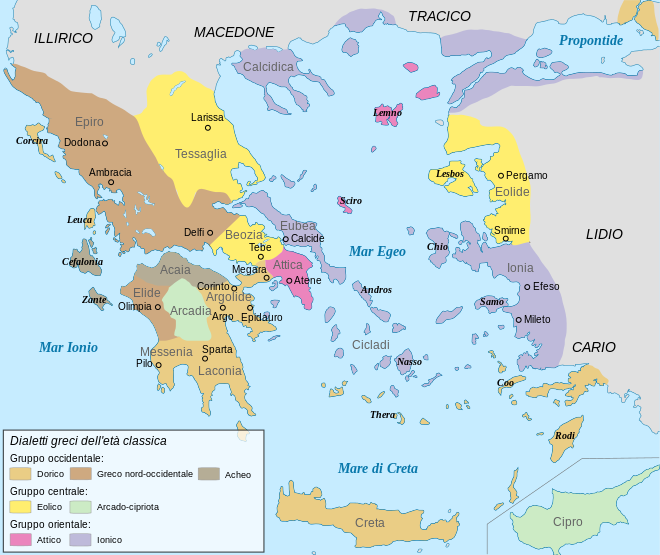 TRACICO
MACEDONE
ILLIRICO
Propontide
Calcidica
Larissa
Lemno
Epiro
Corcira
Dodona
Tessaglia
Ambracia
Lesbos
Pergamo
Eolide
Sciro
Leuca
Delfi
Beozia
Eubea
Calcide
Smirne
LIDIO
Tebe
Mar Egeo
Chio
Cefalonia
Acaia
Megara
Attica
Atene
Ionia
Corinto
Efeso
Zante
Elide
Argolide
Andros
Samo
Olimpia
Arcadia
Argo
Epidauro
Mileto
Mar Ionio
Messenia
Sparta
Cicladi
CARIO
Pilo
Laconia
Nasso
Coo
Thera
Rodi
Mare di Creta
Creta
Cipro
Dialetti greci dell'età classica
Gruppo occidentale:
Dorico Greco nord-occidentale Acheo
Gruppo centrale:
Eolico Arcado-cipriota
Gruppo orientale:
Attico Ionico